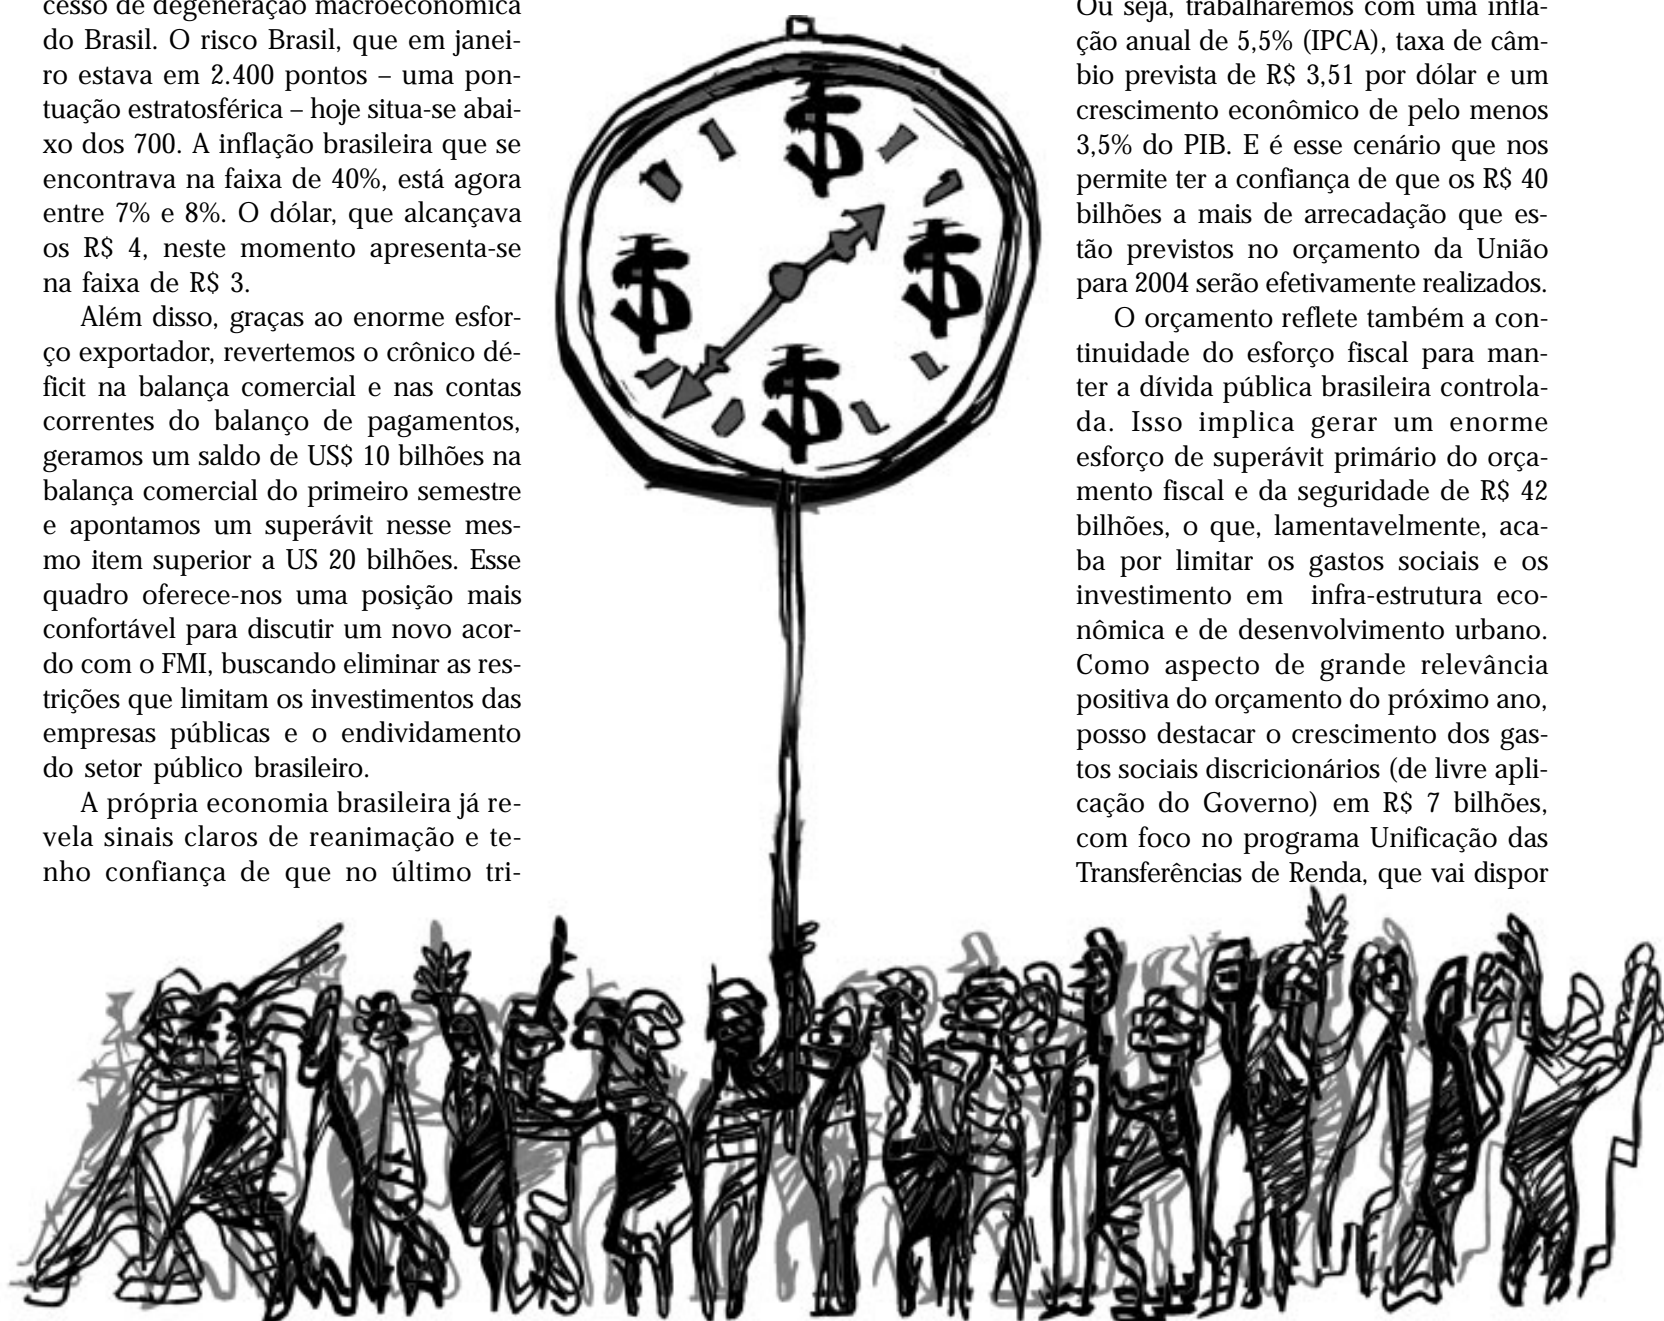 cesso de degeneração macroeconômica
do Brasil. O risco Brasil, que em janei-
ro estava em 2.400 pontos – uma pon-
tuação estratosférica – hoje situa-se abai-
xo dos 700. A inflação brasileira que se
encontrava na faixa de 40%, está agora
entre 7% e 8%. O dólar, que alcançava
os R$ 4, neste momento apresenta-se
na faixa de R$ 3.
Além disso, graças ao enorme esfor-
ço exportador, revertemos o crônico dé-
ficit na balança comercial e nas contas
correntes do balanço de pagamentos,
geramos um saldo de US$ 10 bilhões na
balança comercial do primeiro semestre
e apontamos um superávit nesse mes-
mo item superior a US 20 bilhões. Esse
quadro oferece-nos uma posição mais
confortável para discutir um novo acor-
do com o FMI, buscando eliminar as res-
trições que limitam os investimentos das
empresas públicas e o endividamento
do setor público brasileiro.
A própria economia brasileira já re-
vela sinais claros de reanimação e te-
nho confiança de que no último tri-
$
$
$
$
Ou seja, trabalharemos com uma infla-
ção anual de 5,5% (IPCA), taxa de câm-
bio prevista de R$ 3,51 por dólar e um
crescimento econômico de pelo menos
3,5% do PIB. E é esse cenário que nos
permite ter a confiança de que os R$ 40
bilhões a mais de arrecadação que es-
tão previstos no orçamento da União
para 2004 serão efetivamente realizados.
O orçamento reflete também a con-
tinuidade do esforço fiscal para man-
ter a dívida pública brasileira controla-
da. Isso implica gerar um enorme
esforço de superávit primário do orça-
mento fiscal e da seguridade de R$ 42
bilhões, o que, lamentavelmente, aca-
ba por limitar os gastos sociais e os
investimento em infra-estrutura eco-
nômica e de desenvolvimento urbano.
Como aspecto de grande relevância
positiva do orçamento do próximo ano,
posso destacar o crescimento dos gas-
tos sociais discricionários (de livre apli-
cação do Governo) em R$ 7 bilhões,
com foco no programa Unificação das
Transferências de Renda, que vai dispor